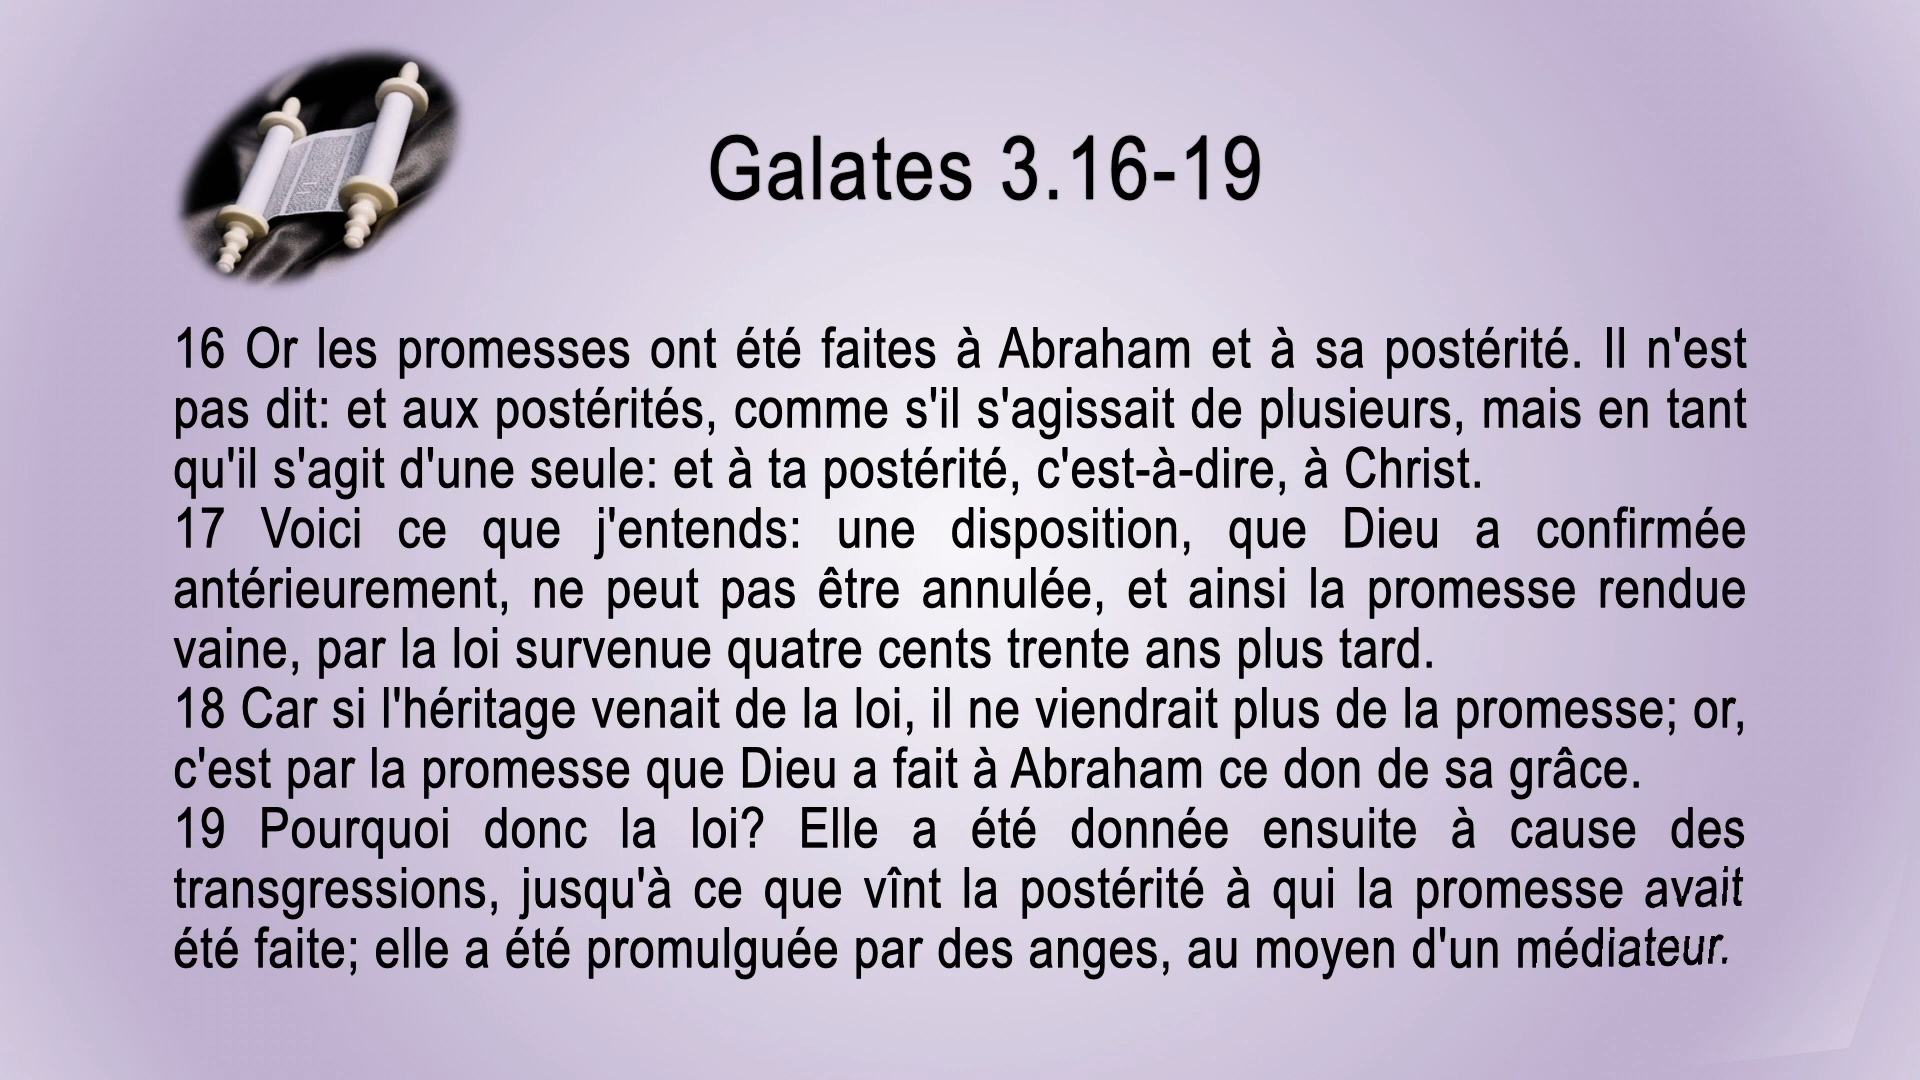 Galates 3.16-19
16 Or les promesses ont été faites à Abraham et à sa postérité. Il n'est
pas dit: et aux postérités, comme s'il s'agissait de plusieurs, mais en tant
qu'il s'agit d'une seule: et à ta postérité, c'est-à-dire, à Christ.
17 Voici ce que j'entends: une disposition, que Dieu a confirmée
antérieurement, ne peut pas être annulée, et ainsi la promesse rendue
vaine, par la loi survenue quatre cents trente ans plus tard.
18 Car si l'héritage venait de la loi, il ne viendrait plus de la promesse; or,
c'est par la promesse que Dieu a fait à Abraham ce don de sa grâce.
19 Pourquoi donc la loi? Elle a été donnée ensuite à cause des
transgressions, jusqu'à ce que vînt la postérité à qui la promesse avait
été faite; elle a été promulguée par des anges, au moyen d'un médiateur.